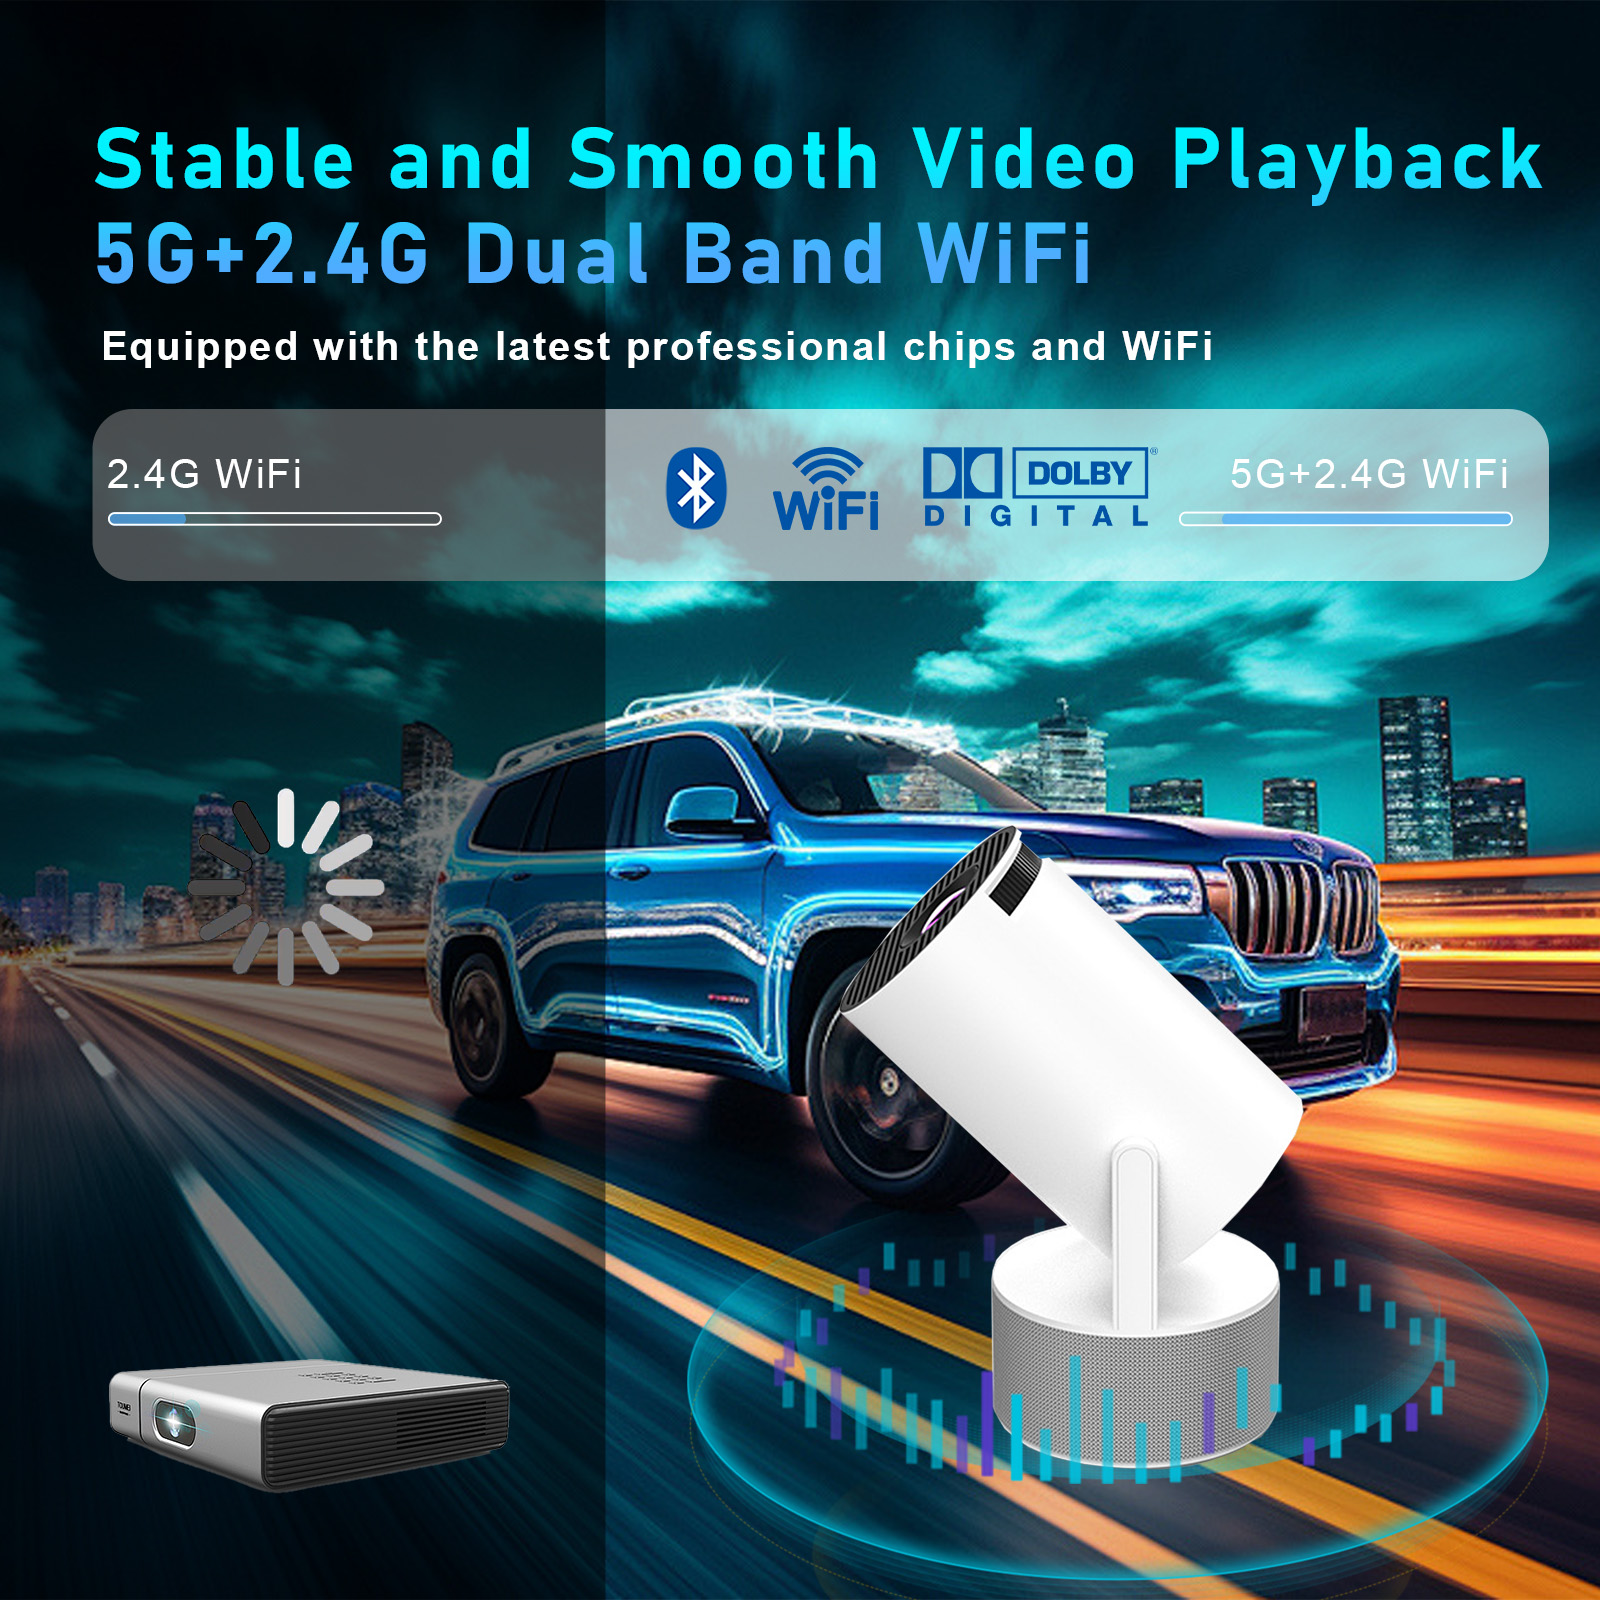 Stable and Smooth Video Playback
5G+2.4G Dual Band WiFi
Equipped with the latest professional chips and WiFi
2.4G WiFi
WiFi
DOLBY®
DIGITAL
5G+2.4G WiFi